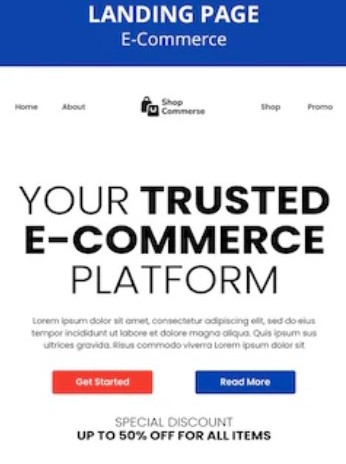 LANDING PAGE
E-Commerce
Home About Shop Commerse Shop Promo
YOUR TRUSTED
E-COMMERCE
PLATFORM
Lorem ipsum dolor sit amet, consectetur adipiscing elit, sed do eius
tempor incididunt ut labore et dolore magna aliqua. Quis ipsum sus
ultrices gravida. Risus commodo viverra Lorem ipsum dolor sit
Get Started Read More
SPECIAL DISCOUNT
UP TO 50% OFF FOR ALL ITEMS